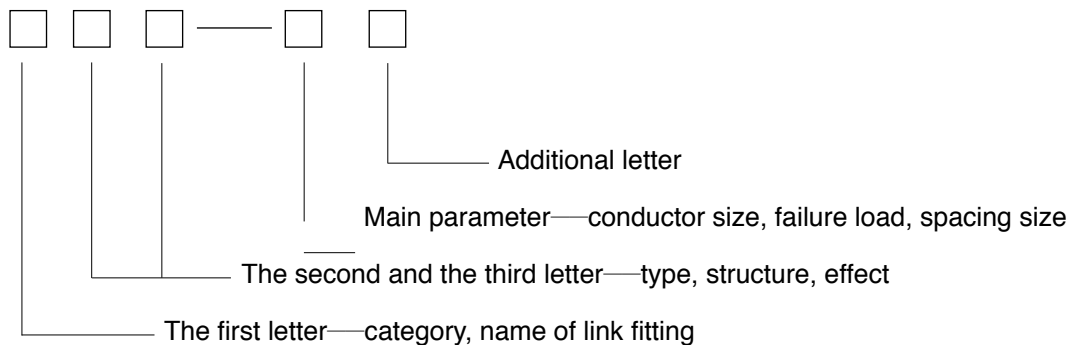 Additional letter
Main parameter——conductor size, failure load, spacing size
The second and the third letter——type, structure, effect
The first letter——category, name of link fitting